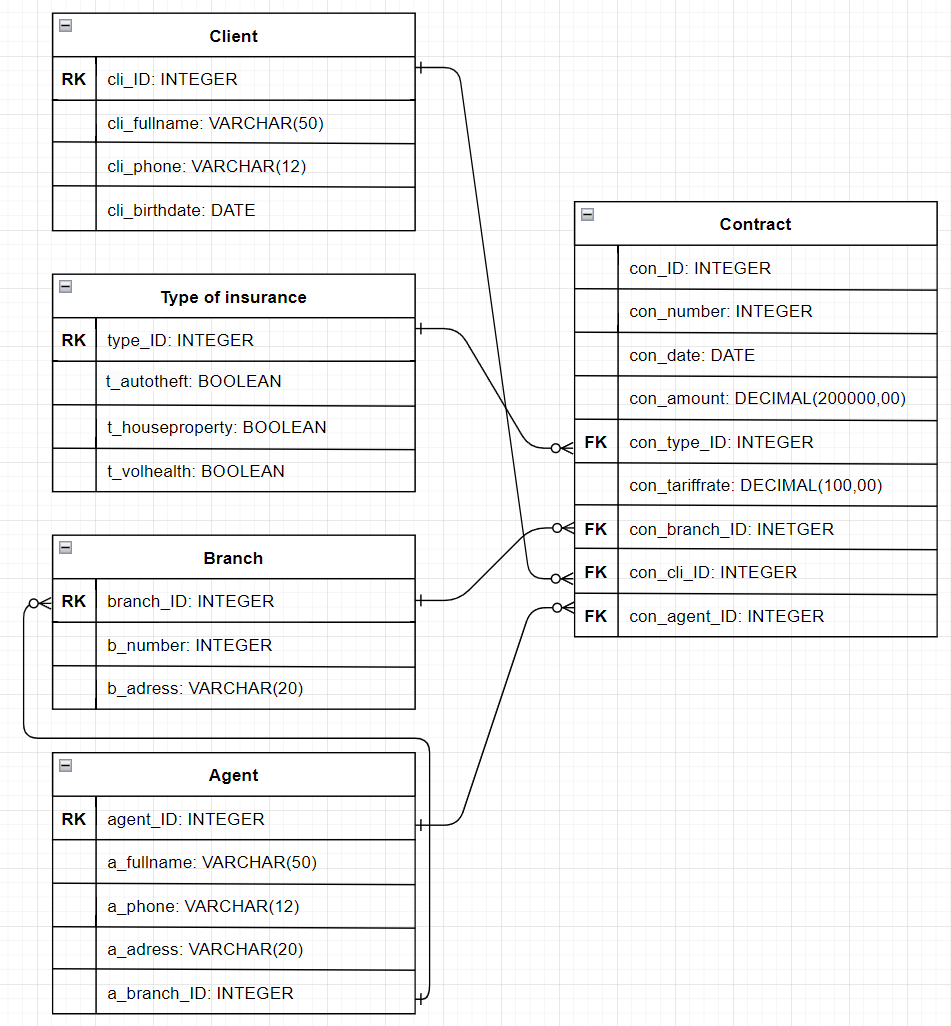 Client
RK cli_ID: INTEGER
cli_fullname: VARCHAR(50)
cli_phone: VARCHAR(12)
cli_birthdate: DATE
Type of insurance
RK type_ID: INTEGER
t_autotheft: BOOLEAN
t_houseproperty: BOOLEAN
t_volhealth: BOOLEAN
Branch
RK branch_ID: INTEGER
b_number: INTEGER
b_adress: VARCHAR(20)
Agent
RK agent_ID: INTEGER
a_fullname: VARCHAR(50)
a_phone: VARCHAR(12)
a_adress: VARCHAR(20)
a_branch_ID: INTEGER
Contract
con_ID: INTEGER
con_number: INTEGER
con_date: DATE
con_amount: DECIMAL(200000,00)
FK con_type_ID: INTEGER
con_tariffrate: DECIMAL(100,00)
FK con_branch_ID: INETGER
FK con_cli_ID: INTEGER
FK con_agent_ID: INTEGER